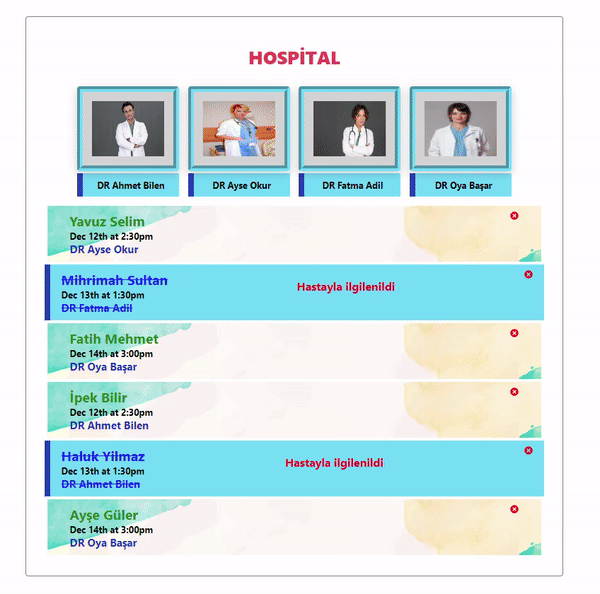 HOSPİTAL
DR Ahmet Bilen
DR Ayse Okur
DR Fatma Adil
DR Oya Başar
Yavuz Selim
Dec 12th at 2:30pm
DR Ayse Okur
Mihrimah Sultan
Dec 13th at 1:30pm
DR Fatma Adil
Hastayla ilgilenildi
Fatih Mehmet
Dec 14th at 3:00pm
DR Oya Başar
İpek Bilir
Dec 12th at 2:30pm
DR Ahmet Bilen
Haluk Yilmaz
Dec 13th at 1:30pm
DR Ahmet Bilen
Hastayla ilgilenildi
Ayşe Güler
Dec 14th at 3:00pm
DR Oya Başar